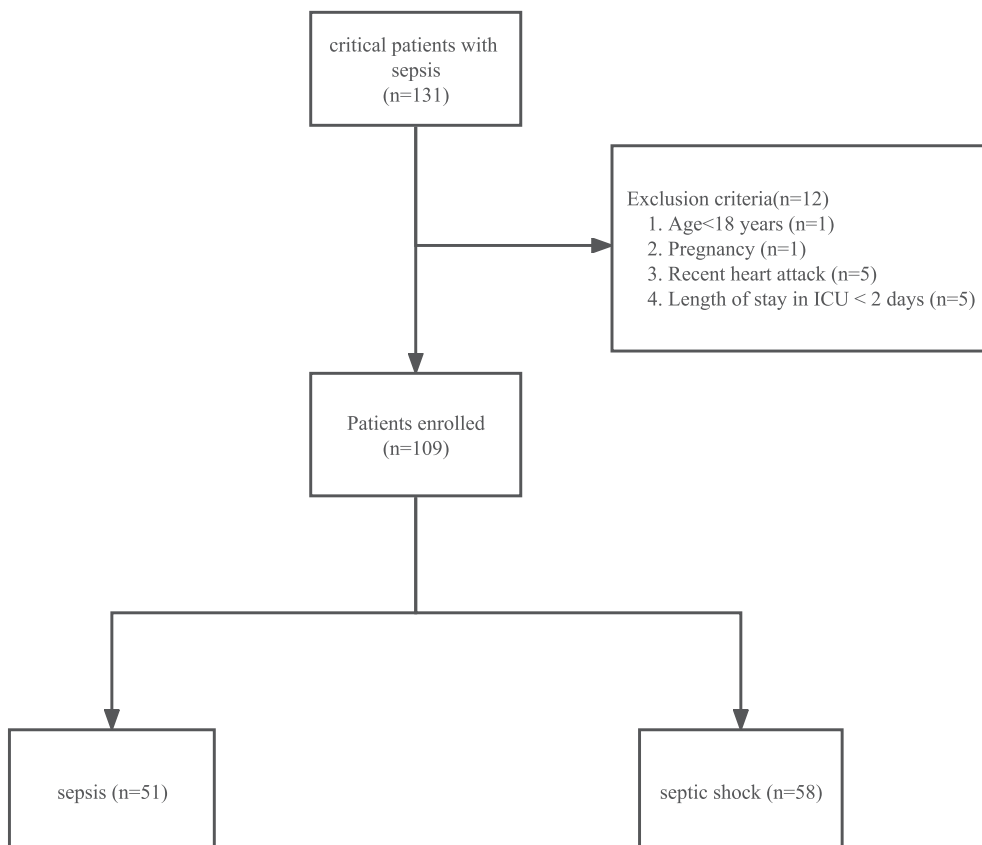 critical patients with
sepsis
(n=131)
Exclusion criteria(n=12)
1. Age<18 years (n=1)
2. Pregnancy (n=1)
3. Recent heart attack (n=5)
4. Length of stay in ICU < 2 days (n=5)
Patients enrolled
(n=109)
sepsis (n=51)
septic shock (n=58)